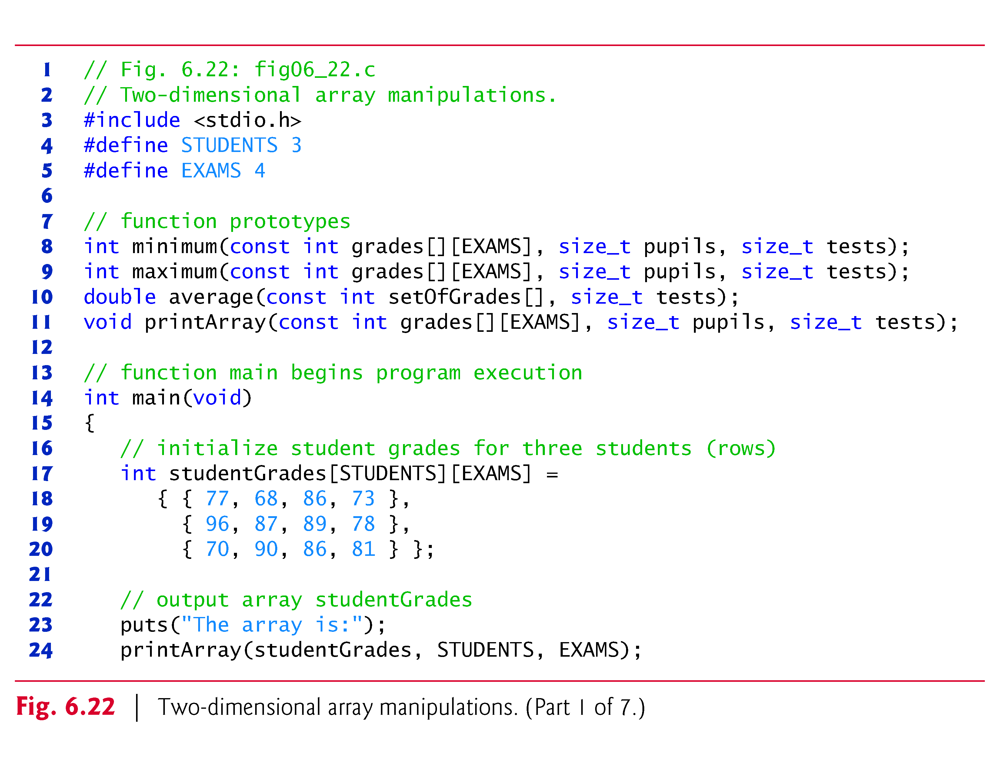 1 // Fig. 6.22: fig06_22.c
2 // Two-dimensional array manipulations.
3 #include <stdio.h>
4 #define STUDENTS 3
5 #define EXAMS 4
6
7 // function prototypes
8 int minimum(const int grades[][EXAMS], size_t pupils, size_t tests);
9 int maximum(const int grades[][EXAMS], size_t pupils, size_t tests);
10 double average(const int setOfGrades[], size_t tests);
11 void printArray(const int grades[][EXAMS], size_t pupils, size_t tests);
12
13 // function main begins program execution
14 int main(void)
15 {
16    // initialize student grades for three students (rows)
17    int studentGrades[STUDENTS][EXAMS] =
18       { { 77, 68, 86, 73 },
19         { 96, 87, 89, 78 },
20         { 70, 90, 86, 81 } };
21
22    // output array studentGrades
23    puts("The array is:");
24    printArray(studentGrades, STUDENTS, EXAMS);
Fig. 6.22 | Two-dimensional array manipulations. (Part 1 of 7.)